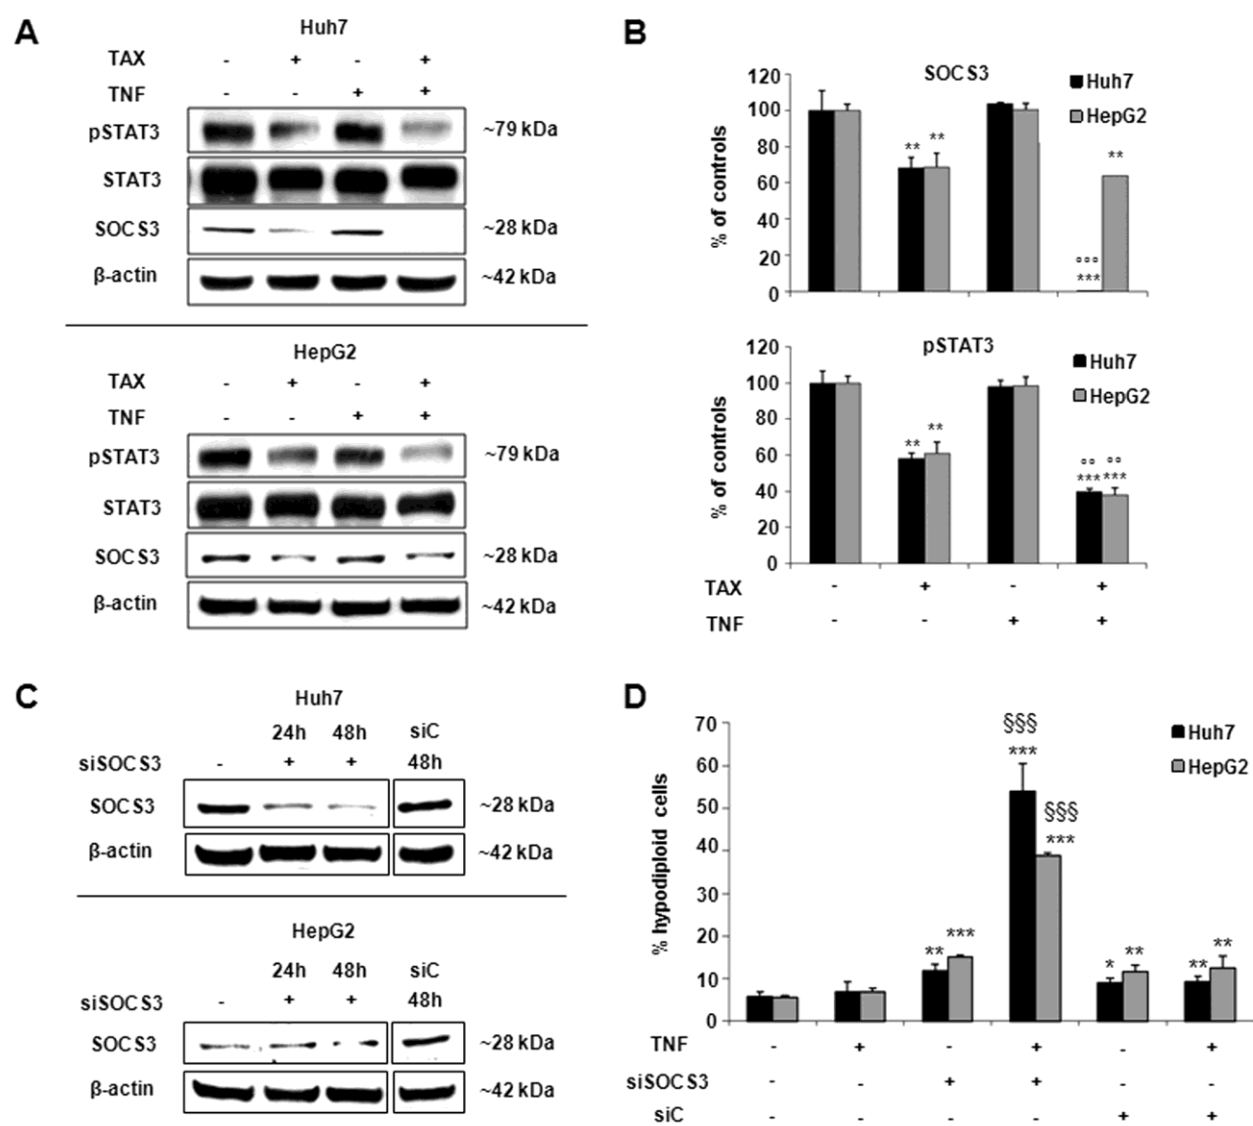 A
Huh7
TAX - + - +
TNF - - + +
pSTAT3 ~79 kDa
STAT3
SOCS3 ~28 kDa
β-actin ~42 kDa
HepG2
TAX - + - +
TNF - - + +
pSTAT3 ~79 kDa
STAT3
SOCS3 ~28 kDa
β-actin ~42 kDa
B
SOCS3
Huh7
HepG2
% of controls
120
100
80
60
40
20
0
** **
**
°°°
***
pSTAT3
Huh7
HepG2
% of controls
120
100
80
60
40
20
0
** **
°° °°
*** ***
TAX - + - +
TNF - - + +
C
Huh7
24h 48h siC
siSOCS3 - + + 48h
SOCS3 ~28 kDa
β-actin ~42 kDa
HepG2
24h 48h siC
siSOCS3 - + + 48h
SOCS3 ~28 kDa
β-actin ~42 kDa
D
Huh7
HepG2
% hypodiploid cells
70
60
50
40
30
20
10
0
** ***
§§§
***
§§§
***
* **
** **
TNF - + - + - +
siSOCS3 - - + + - -
siC - - - - + +